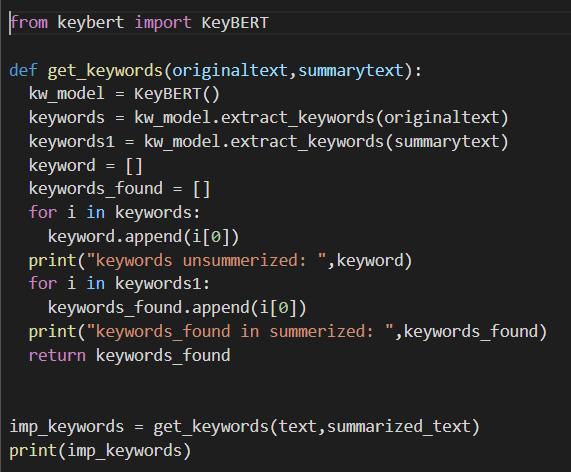 from keybert import KeyBERT
def get_keywords(originaltext,summarytext):
  kw_model = KeyBERT()
  keywords = kw_model.extract_keywords(originaltext)
  keywords1 = kw_model.extract_keywords(summarytext)
  keyword = []
  keywords_found = []
  for i in keywords:
    keyword.append(i[0])
  print("keywords unsummerized: ",keyword)
  for i in keywords1:
    keywords_found.append(i[0])
  print("keywords_found in summerized: ",keywords_found)
  return keywords_found
imp_keywords = get_keywords(text,summarized_text)
print(imp_keywords)